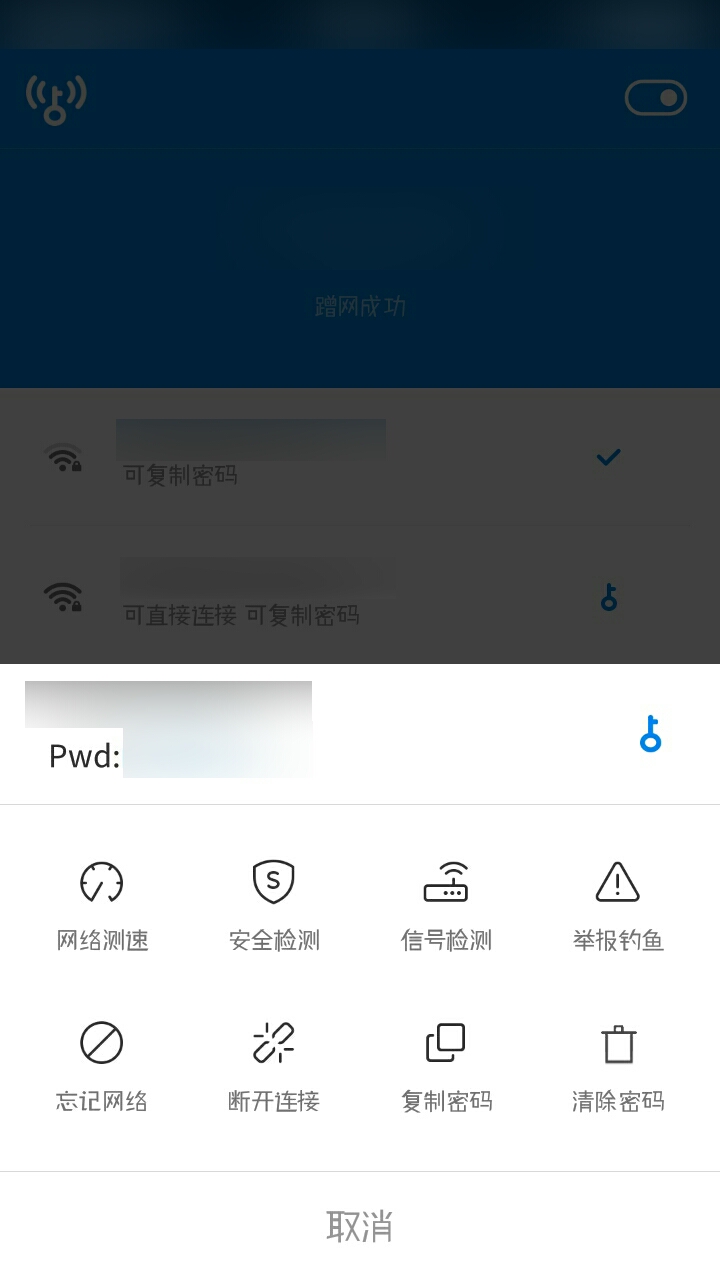 蹭网成功
可复制密码
可直接连接 可复制密码
Pwd:
网络测速 安全检测 信号检测 举报钓鱼
忘记网络 断开连接 复制密码 清除密码
取消